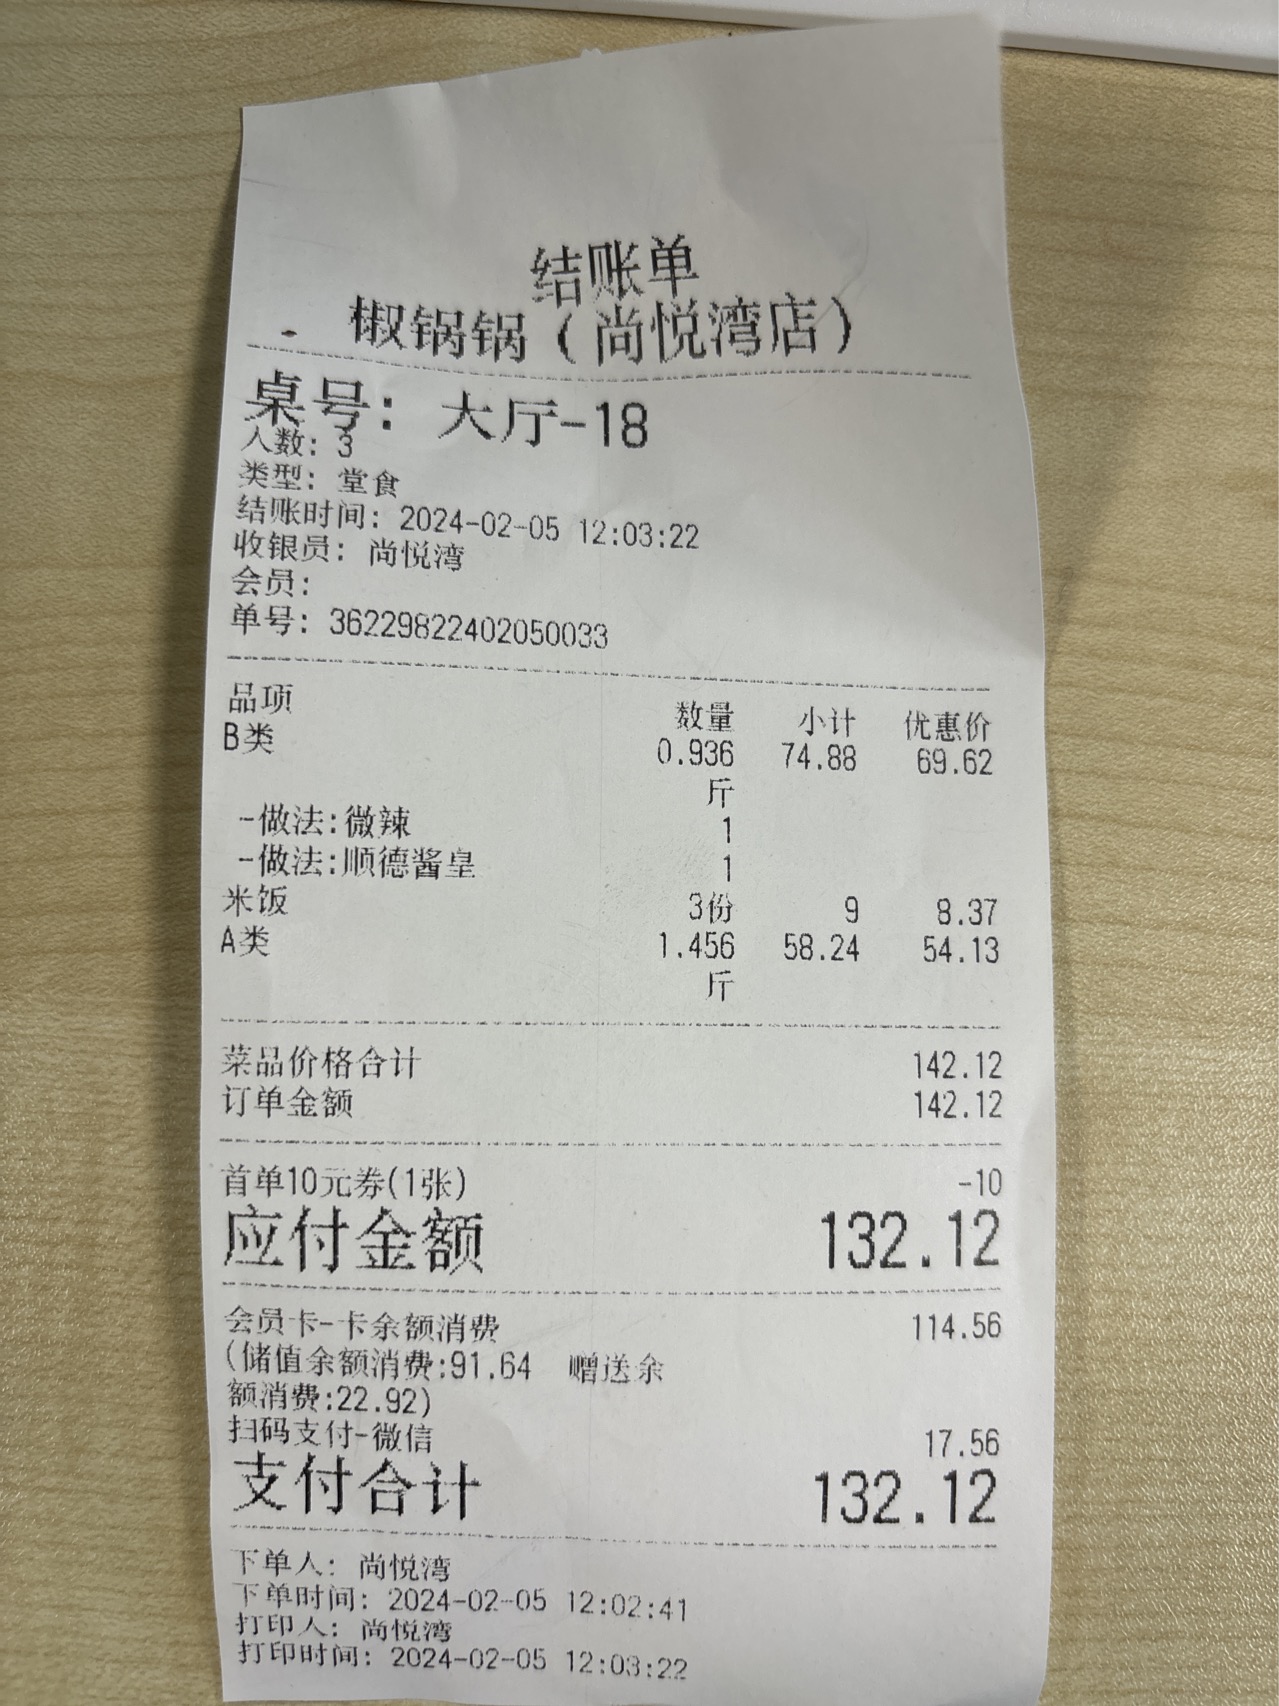 结账单
椒锅锅（尚悦湾店）
桌号： 大厅-18
人数：3
类型：堂食
结账时间：2024-02-05 12:03:22
收银员：尚悦湾
会员：
单号：36229822402050033
品项 数量 小计 优惠价
B类 0.936斤 74.88 69.62
-做法:微辣 1
-做法:顺德酱皇 1
米饭 3份 9 8.37
A类 1.456斤 58.24 54.13
菜品价格合计 142.12
订单金额 142.12
首单10元券(1张) -10
应付金额 132.12
会员卡-卡余额消费 114.56
(储值余额消费:91.64 赠送余
额消费:22.92)
扫码支付-微信 17.56
支付合计 132.12
下单人：尚悦湾
下单时间：2024-02-05 12:02:41
打印人：尚悦湾
打印时间：2024-02-05 12:03:22